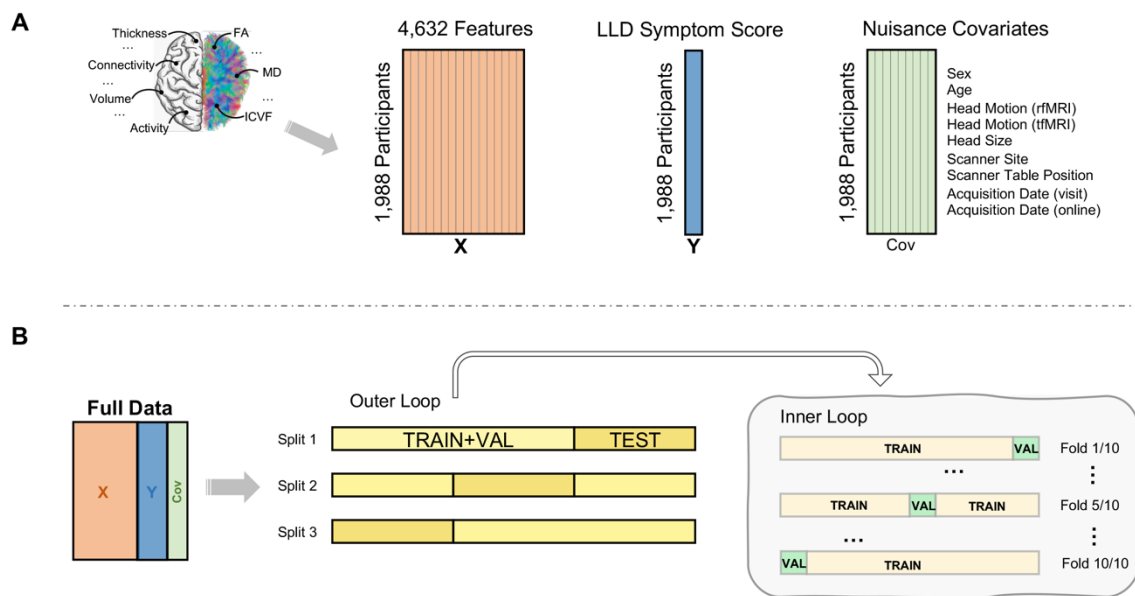 A
Thickness
...
Connectivity
...
Volume
...
Activity
FA
...
MD
...
ICVF
4,632 Features
1,988 Participants
X
LLD Symptom Score
1,988 Participants
Y
Nuisance Covariates
1,988 Participants
Cov
Sex
Age
Head Motion (rfMRI)
Head Motion (tfMRI)
Head Size
Scanner Site
Scanner Table Position
Acquisition Date (visit)
Acquisition Date (online)
B
Full Data
X
Y
Cov
Outer Loop
Split 1
TRAIN+VAL
TEST
Split 2
Split 3
Inner Loop
TRAIN
VAL
Fold 1/10
...
...
TRAIN
VAL
TRAIN
Fold 5/10
...
...
VAL
TRAIN
Fold 10/10